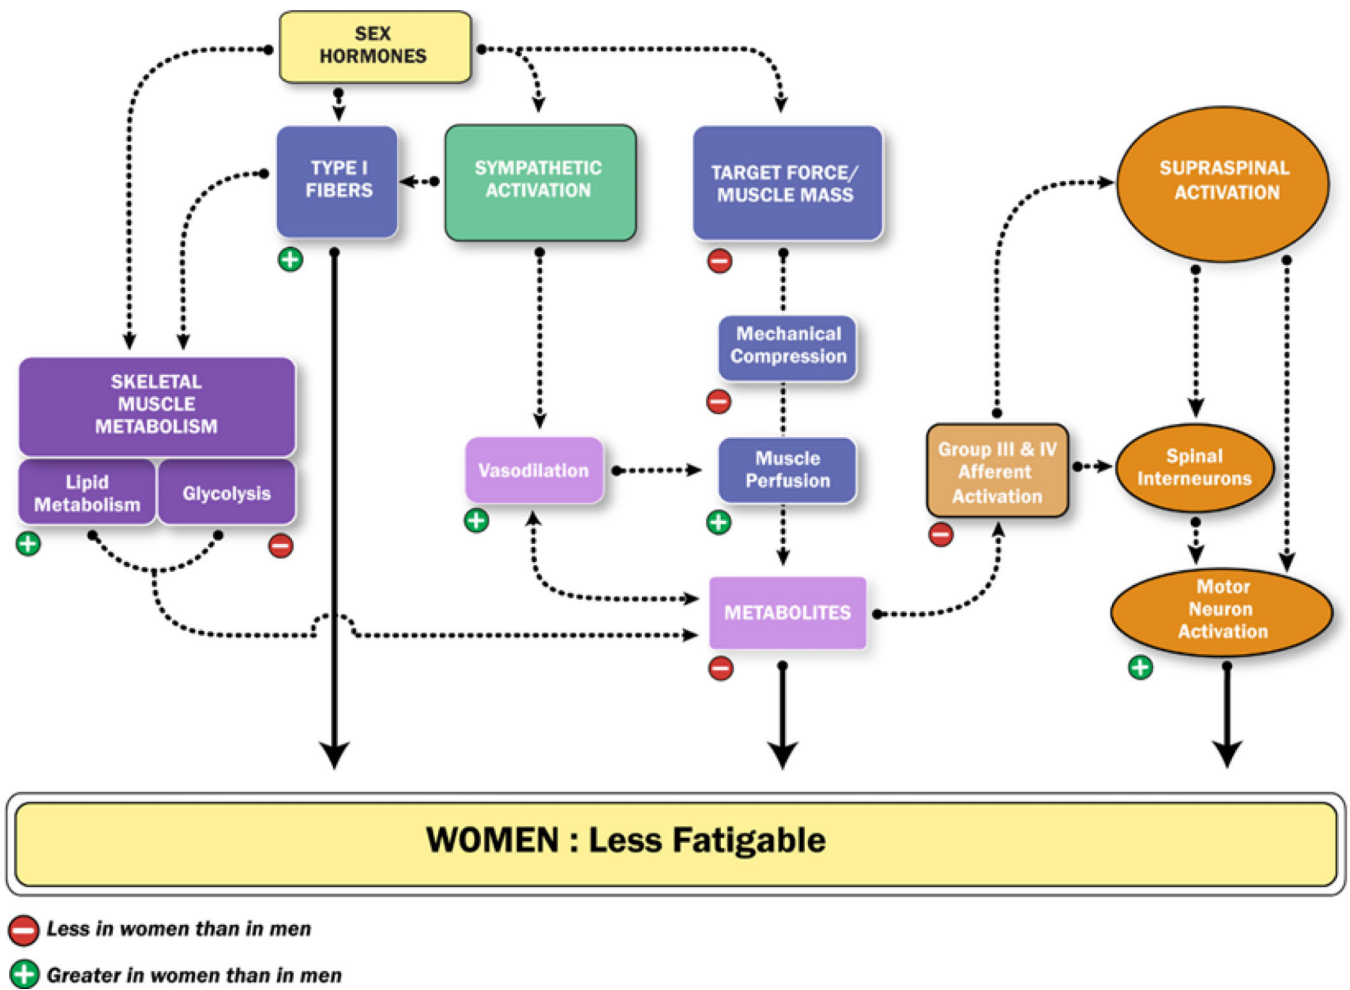 SEX
HORMONES
TYPE I
FIBERS
SYMPATHETIC
ACTIVATION
TARGET FORCE/
MUSCLE MASS
SUPRASPINAL
ACTIVATION
Mechanical
Compression
SKELETAL
MUSCLE
METABOLISM
Lipid
Metabolism
Glycolysis
Vasodilation
Muscle
Perfusion
Group III & IV
Afferent
Activation
Spinal
Interneurons
METABOLITES
Motor
Neuron
Activation
WOMEN : Less Fatigable
Less in women than in men
Greater in women than in men